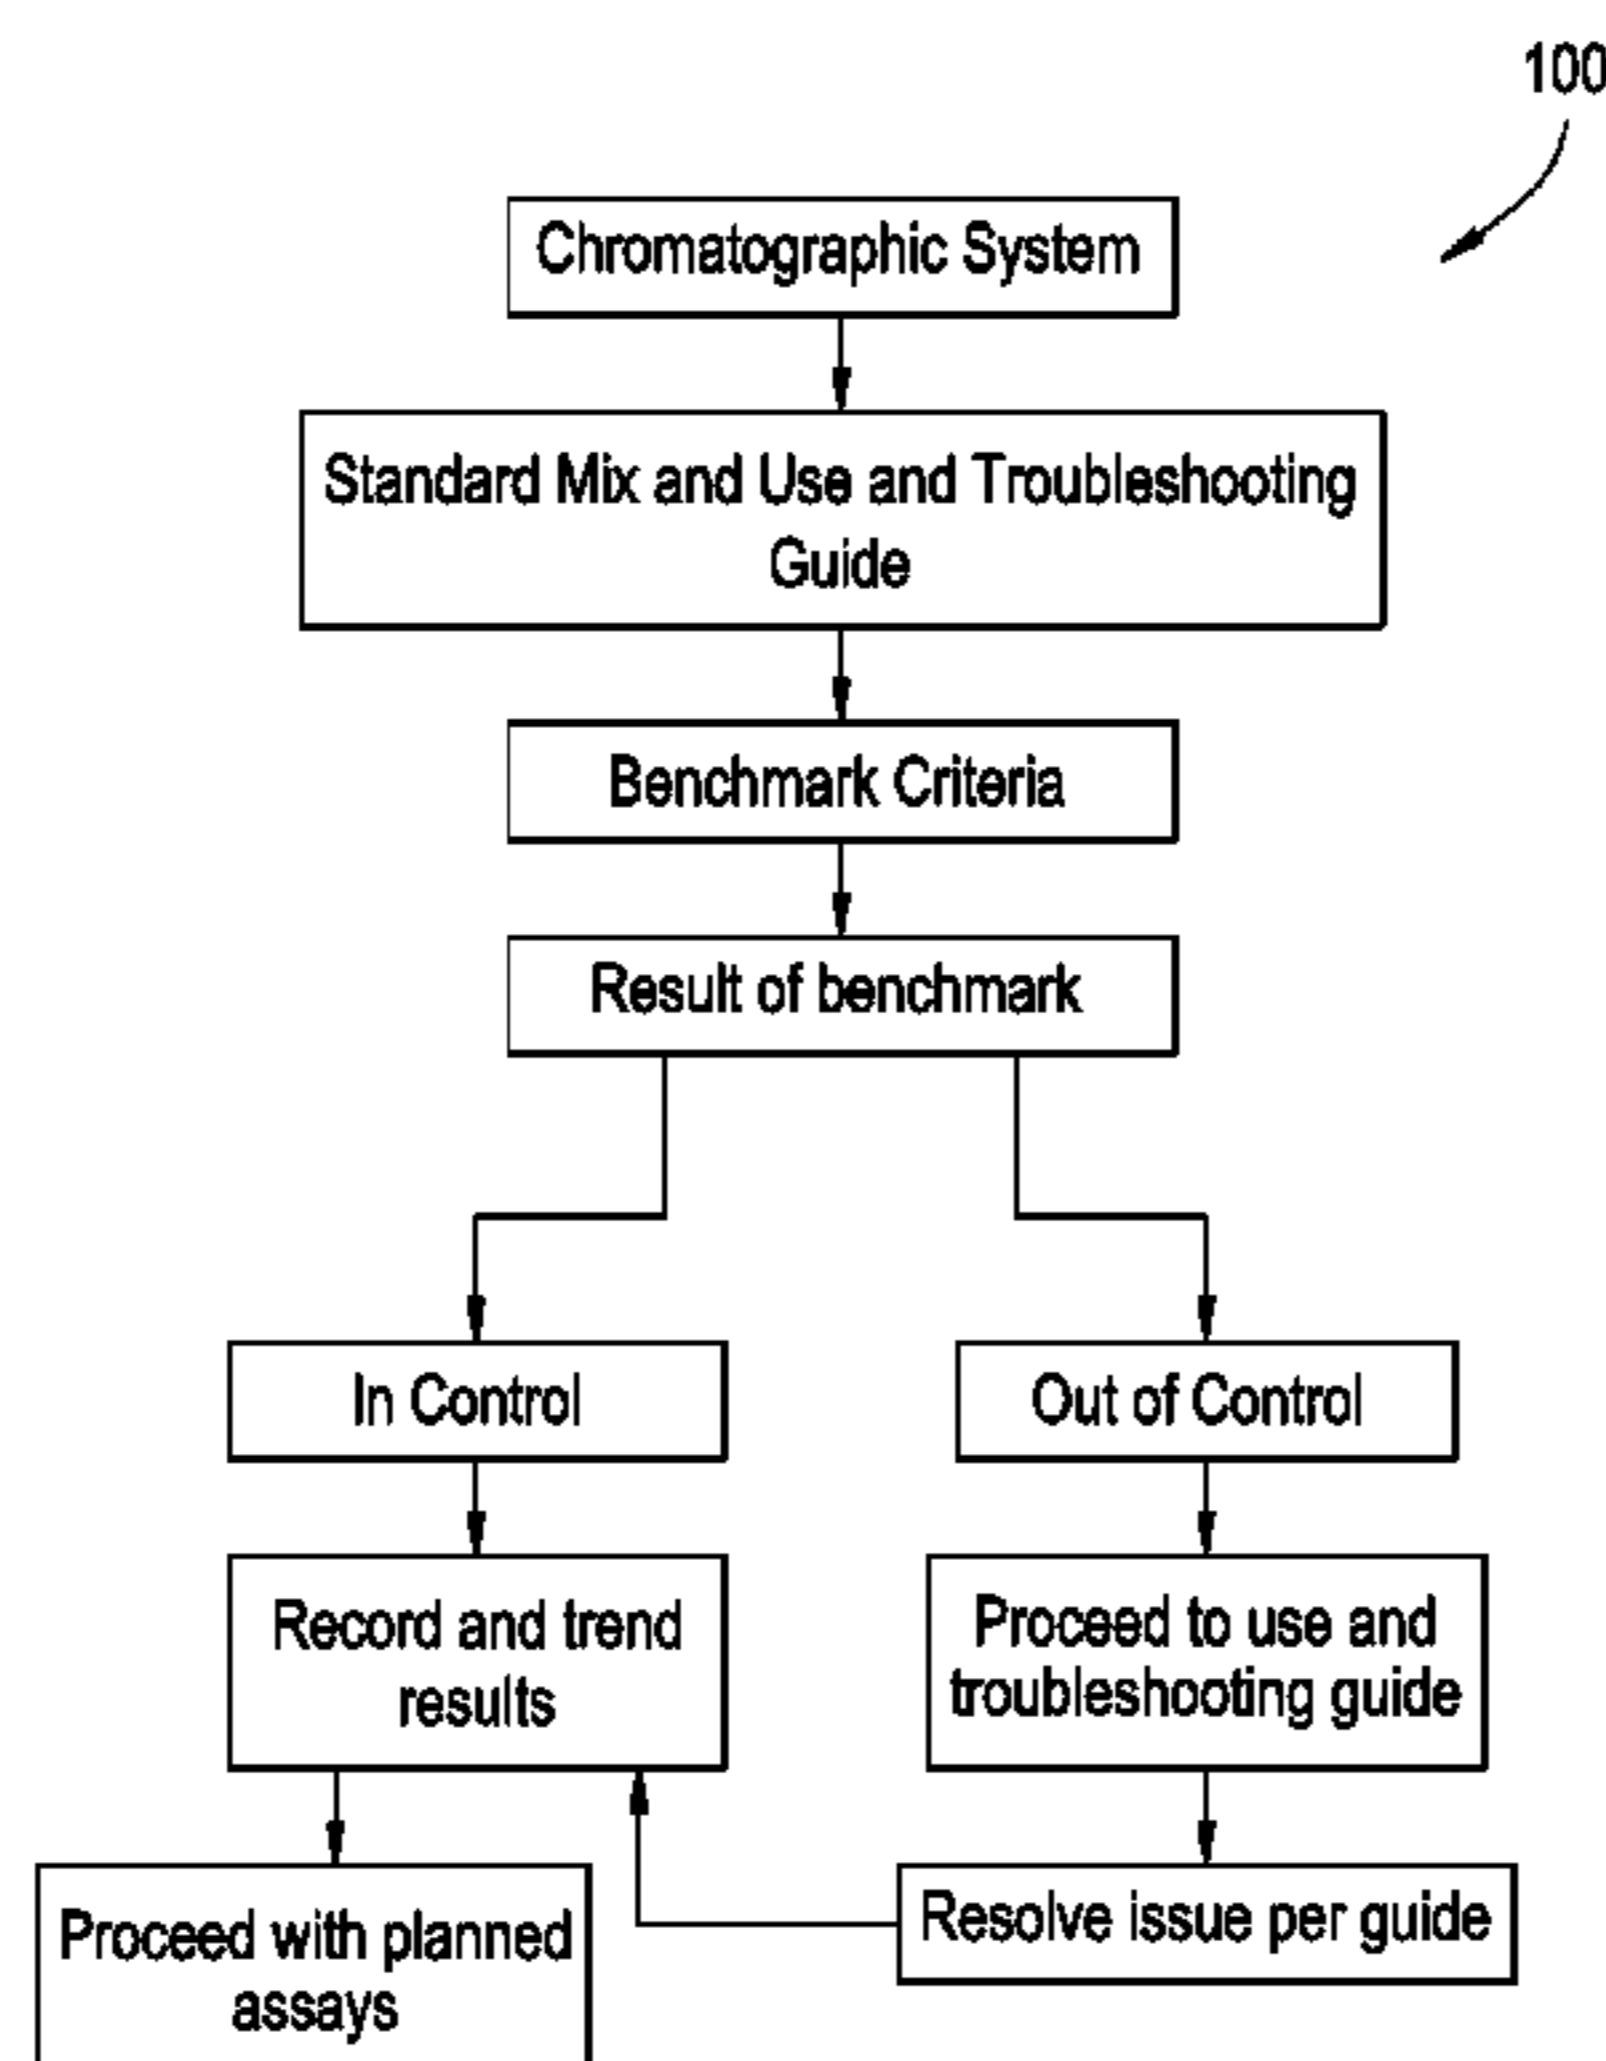 100
Chromatographic System
Standard Mix and Use and Troubleshooting
Guide
Benchmark Criteria
Result of benchmark
In Control
Out of Control
Record and trend
results
Proceed to use and
troubleshooting guide
Proceed with planned
assays
Resolve issue per guide